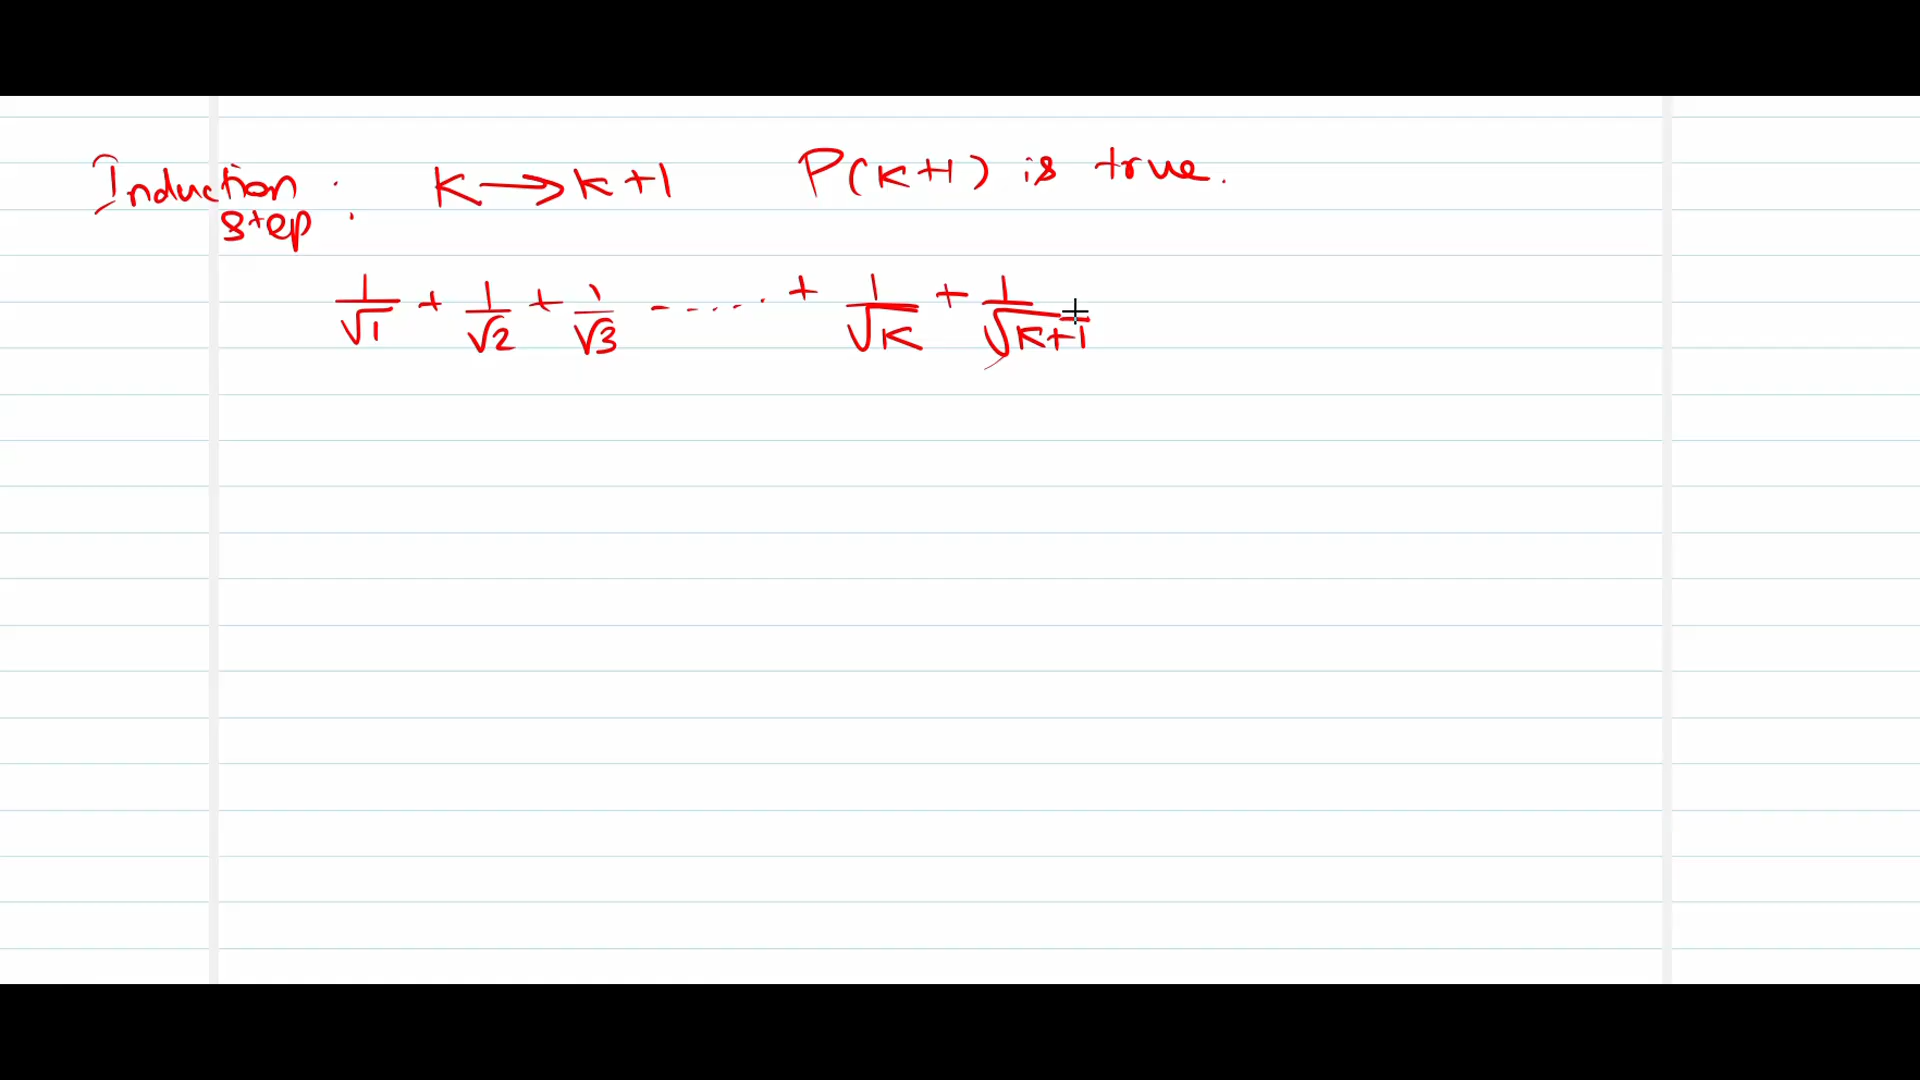 Induction : K → K+1 P(K+1) is true.
step :
1/√1 + 1/√2 + 1/√3 ------ + 1/√K + 1/√K+1